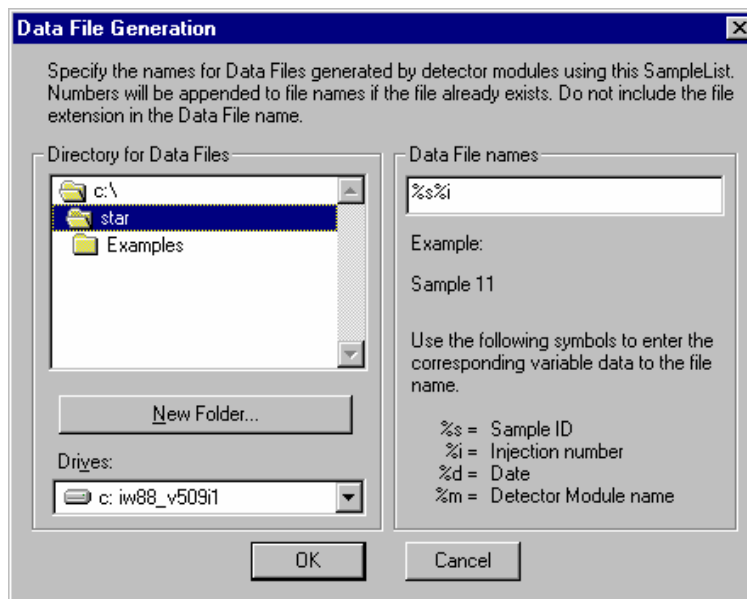 Data File Generation
Specify the names for Data Files generated by detector modules using this SampleList.
Numbers will be appended to file names if the file already exists. Do not include the file
extension in the Data File name.
Directory for Data Files
c:\
star
Examples
New Folder...
Drives:
c: iw88_v509i1
Data File names
%s%i
Example:
Sample 11
Use the following symbols to enter the
corresponding variable data to the file
name.
%s = Sample ID
%i = Injection number
%d = Date
%m = Detector Module name
OK
Cancel